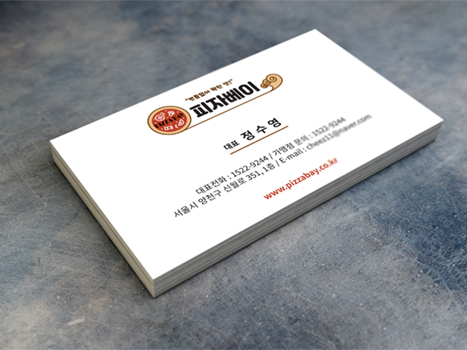 피자베이
대표 정수영
대표전화 : 1522-9244 / 가맹점 문의 : 1522-9244
서울시 양천구 신월로 351, 1층 / E-mail : cheez11@naver.com
www.pizzabay.co.kr